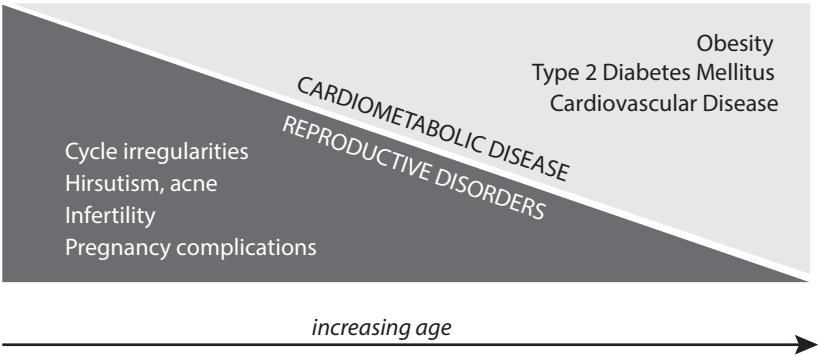 Obesity
Type 2 Diabetes Mellitus
Cardiovascular Disease
CARDIOMETABOLIC DISEASE
REPRODUCTIVE DISORDERS
Cycle irregularities
Hirsutism, acne
Infertility
Pregnancy complications
increasing age